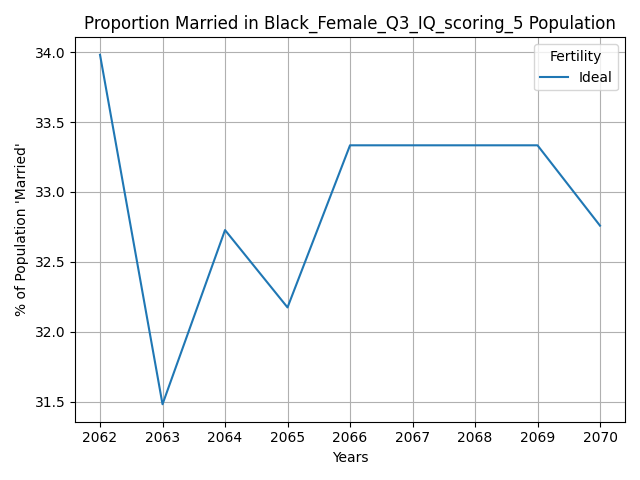 Proportion Married in Black_Female_Q3_IQ_scoring_5 Population
Fertility
Ideal
% of Population 'Married'
34.0
33.5
33.0
32.5
32.0
31.5
2062 2063 2064 2065 2066 2067 2068 2069 2070
Years